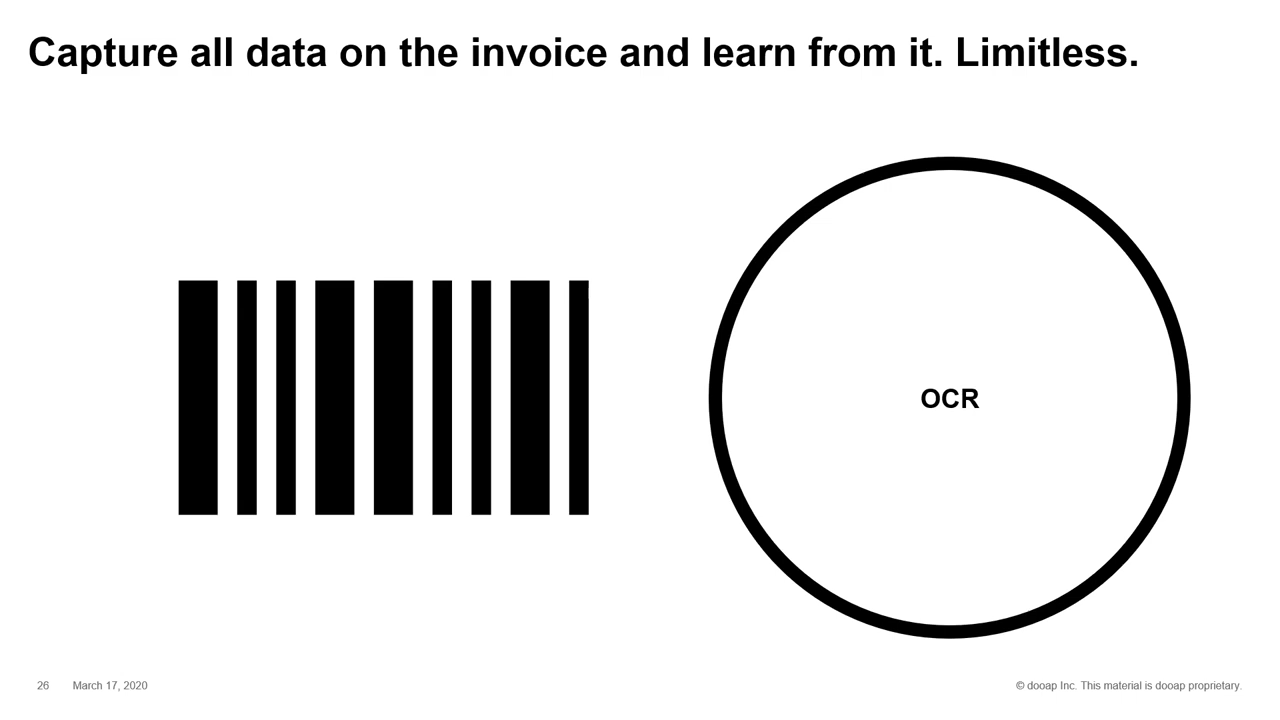 Capture all data on the invoice and learn from it. Limitless.
OCR
26 March 17, 2020
© dooap Inc. This material is dooap proprietary.